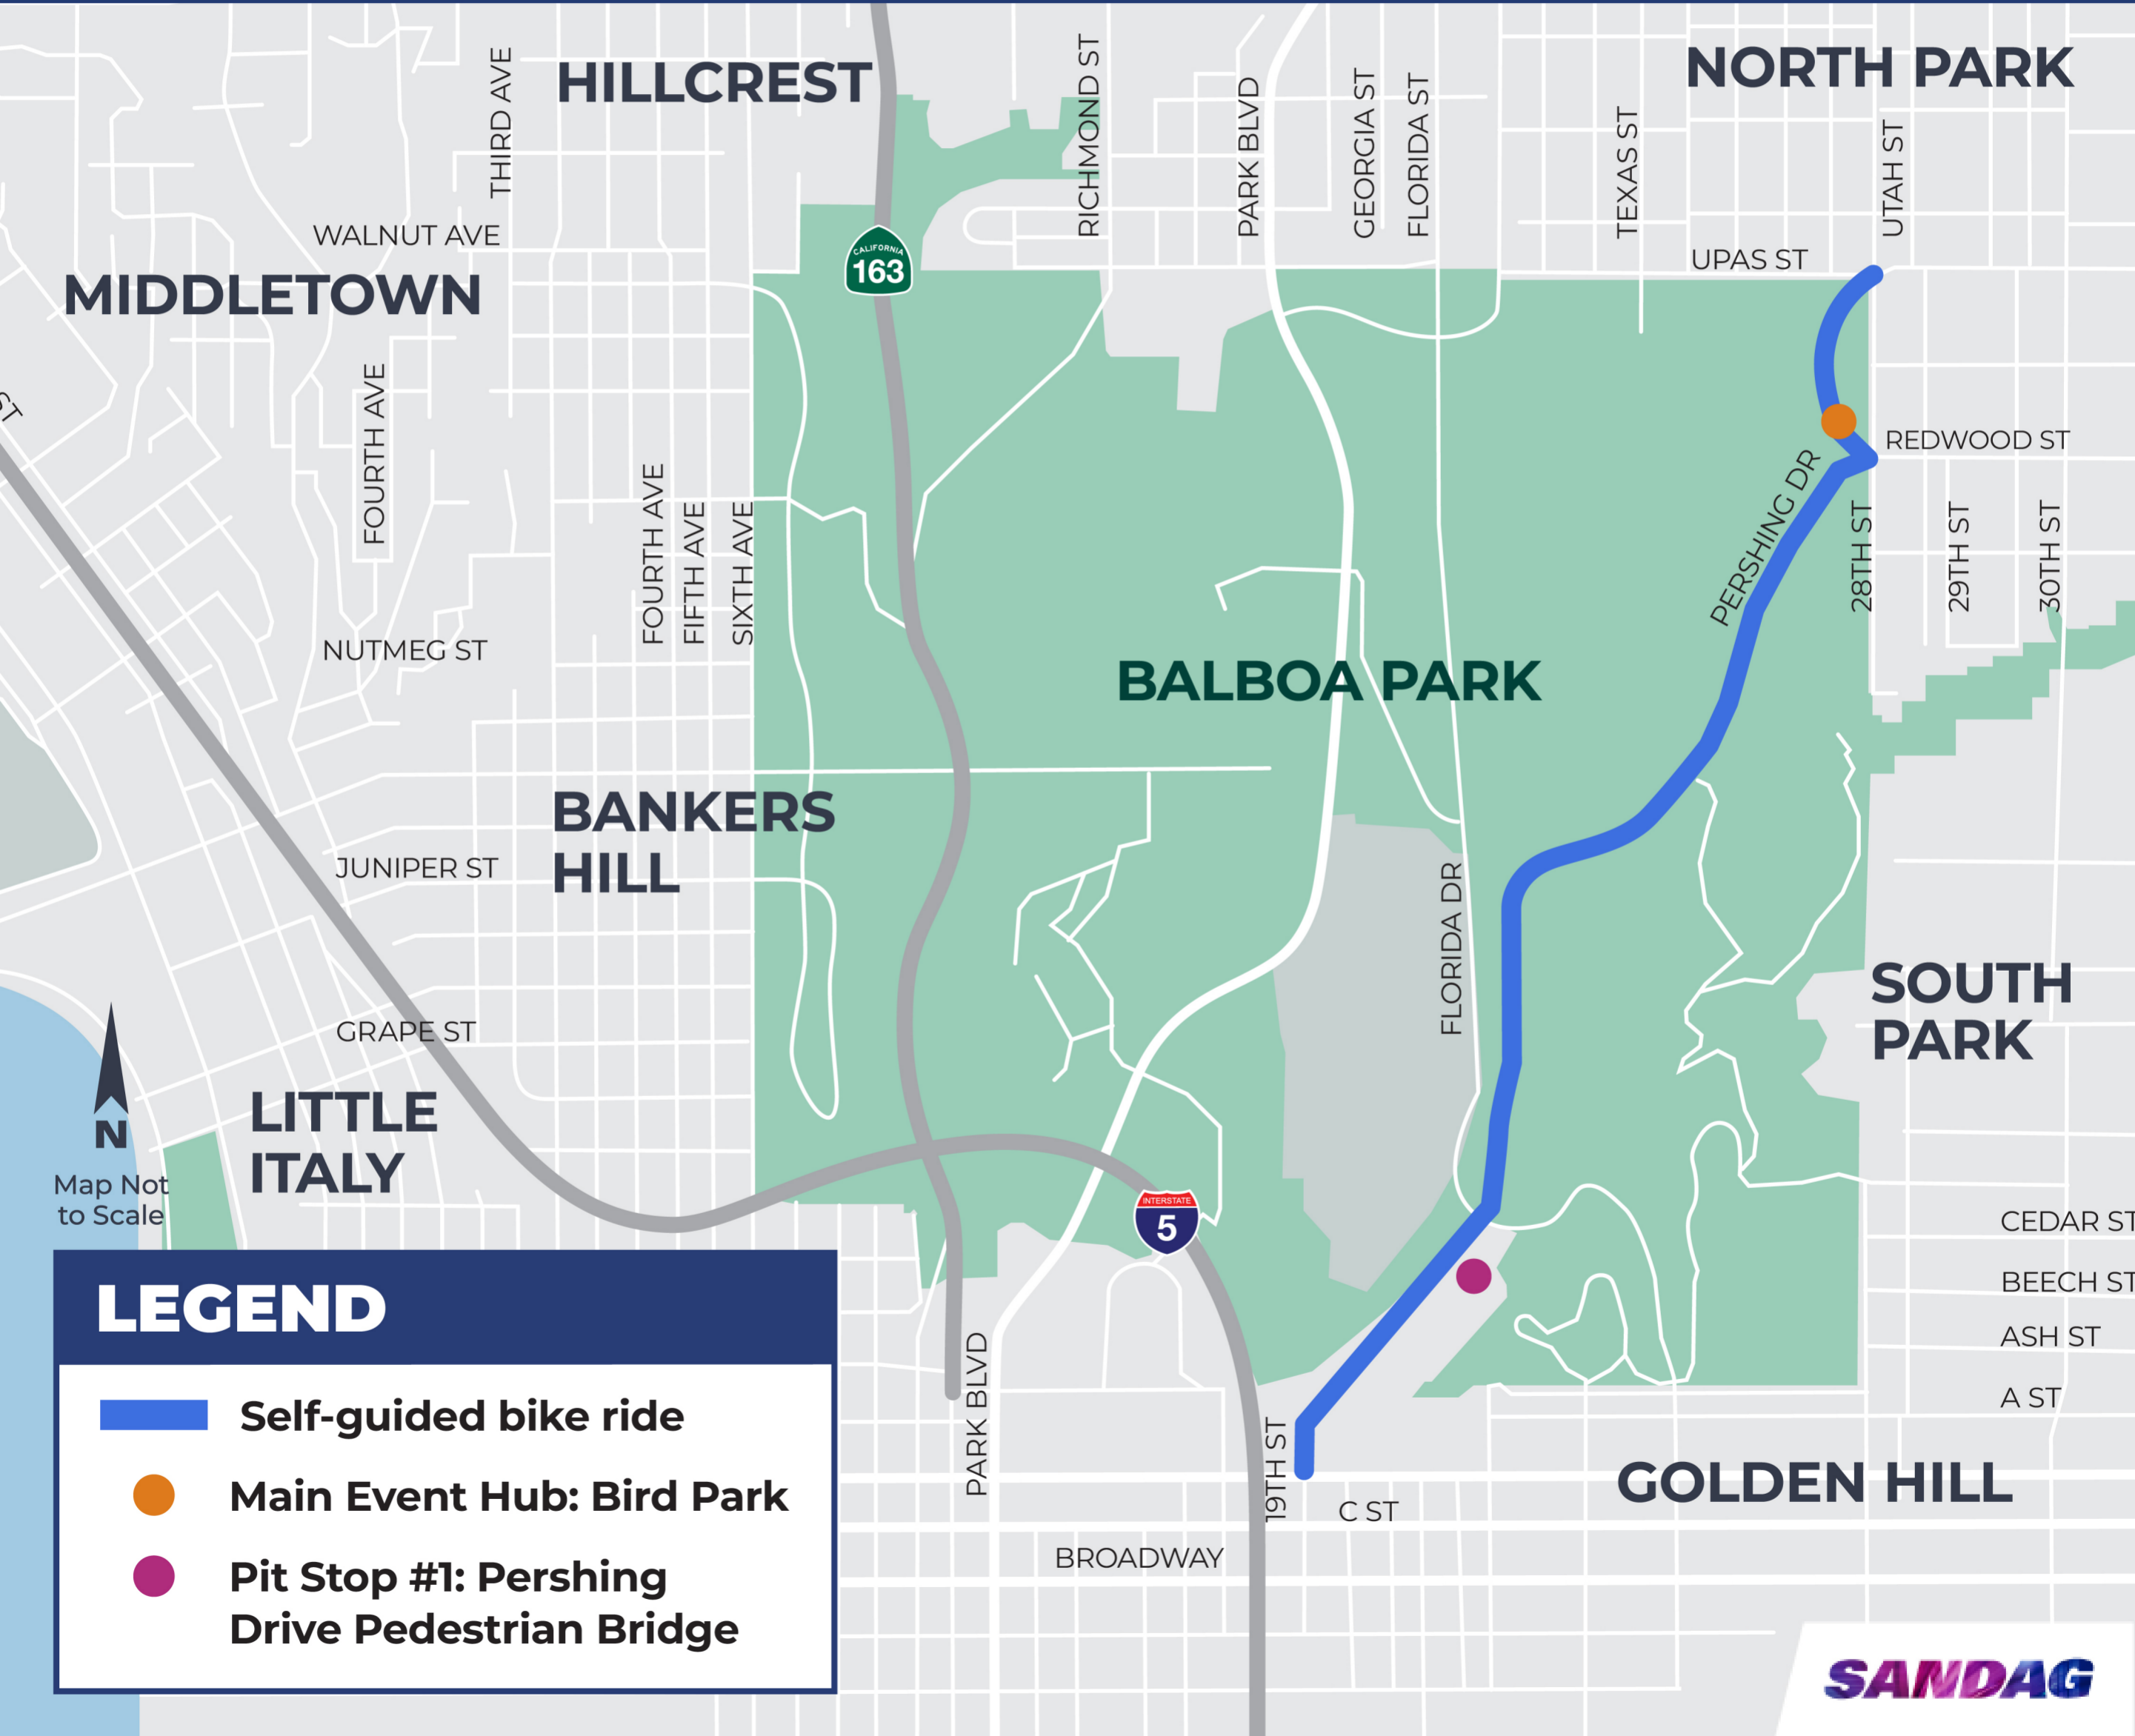 HILLCREST
NORTH PARK
THIRD AVE
RICHMOND ST
PARK BLVD
GEORGIA ST
FLORIDA ST
TEXAS ST
UTAH ST
WALNUT AVE
CALIFORNIA
163
UPAS ST
MIDDLETOWN
ST
FOURTH AVE
REDWOOD ST
PERSHING DR
FOURTH AVE
FIFTH AVE
SIXTH AVE
28TH ST
29TH ST
30TH ST
NUTMEG ST
BALBOA PARK
BANKERS
HILL
JUNIPER ST
FLORIDA DR
SOUTH
PARK
GRAPE ST
LITTLE
ITALY
N
Map Not
to Scale
INTERSTATE
5
CEDAR ST
BEECH ST
ASH ST
A ST
PARK BLVD
19TH ST
GOLDEN HILL
C ST
BROADWAY
LEGEND
Self-guided bike ride
Main Event Hub: Bird Park
Pit Stop #1: Pershing
Drive Pedestrian Bridge
SANDAG